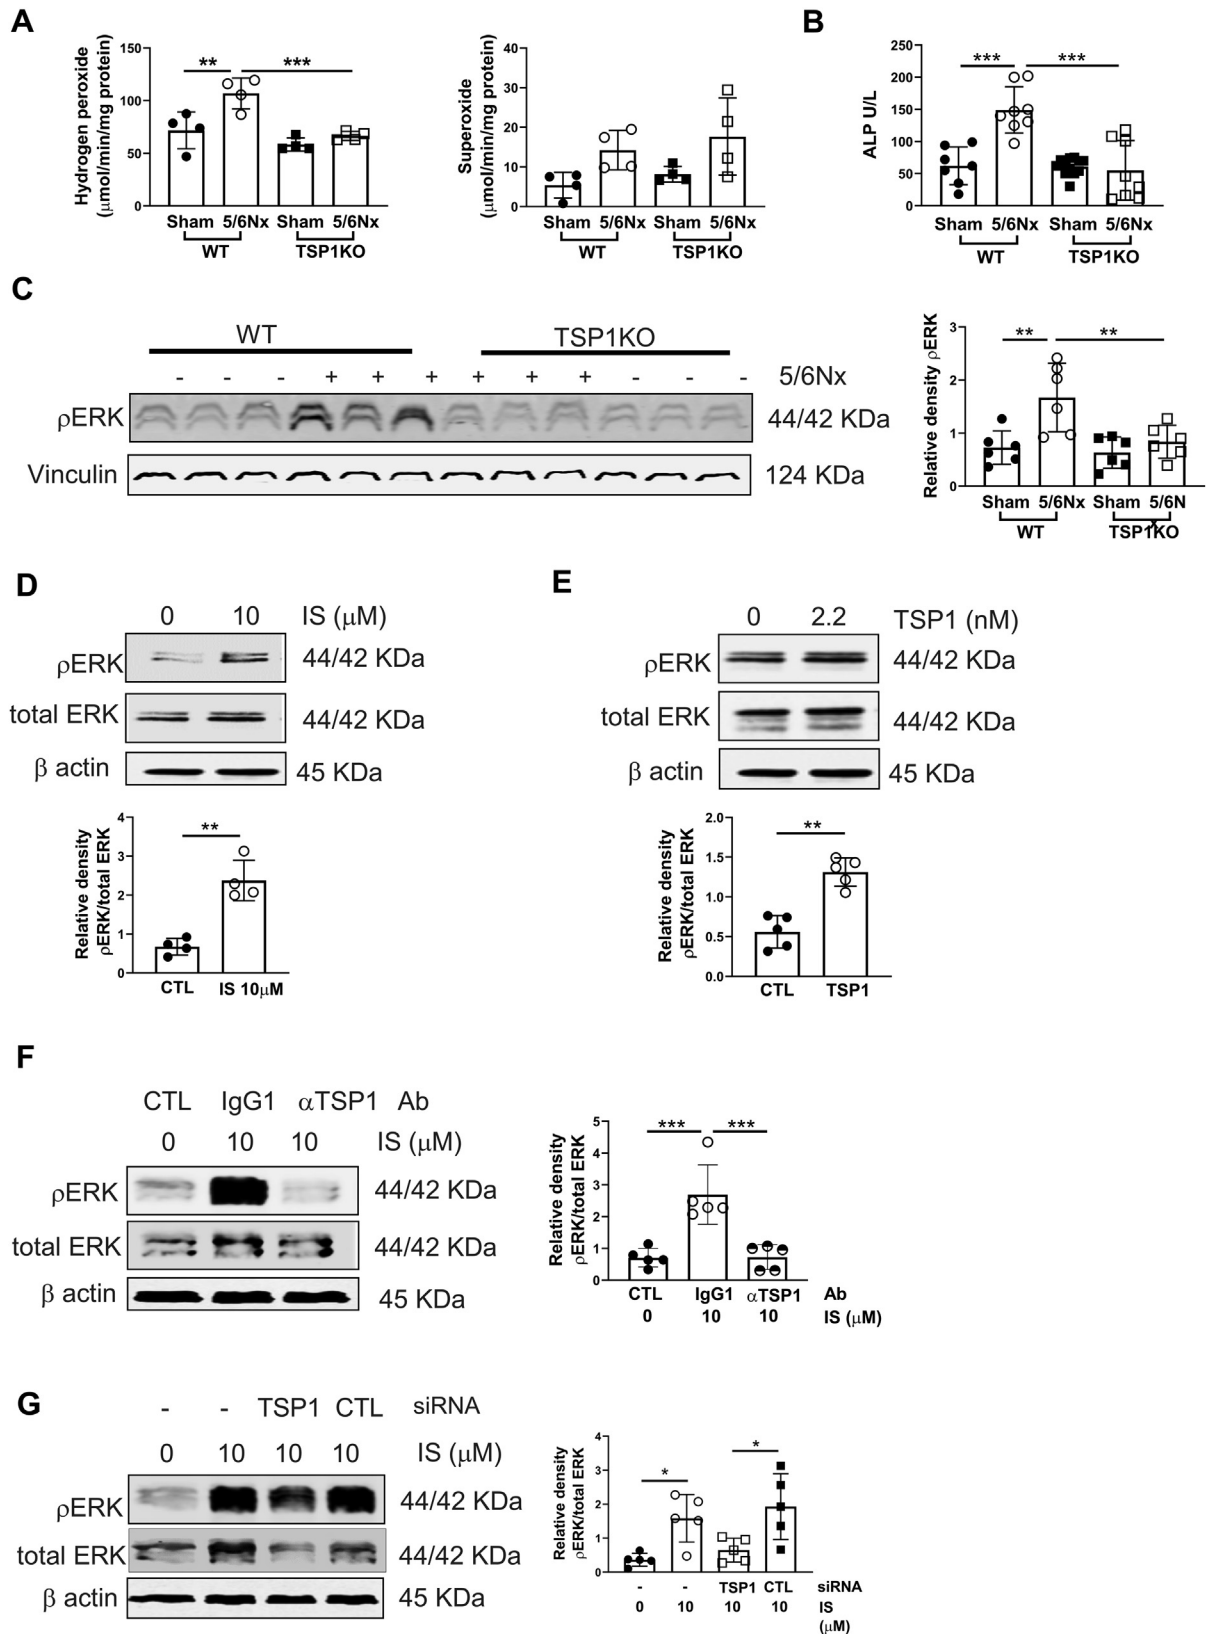 A
Hydrogen peroxide
(μmol/min/mg protein)
150
100
50
0
**
***
Sham 5/6Nx Sham 5/6Nx
WT TSP1KO
Superoxide
(μmol/min/mg protein)
40
30
20
10
0
Sham 5/6Nx Sham 5/6Nx
WT TSP1KO
B
ALP U/L
250
200
150
100
50
0
***
***
Sham 5/6Nx Sham 5/6Nx
WT TSP1KO
C
WT TSP1KO
- - - + + + + + + - - - 5/6Nx
ρERK 44/42 KDa
Vinculin 124 KDa
Relative density ρERK
3
2
1
0
**
**
Sham 5/6Nx Sham 5/6N
x
WT TSP1KO
D
0 10 IS (μM)
ρERK 44/42 KDa
total ERK 44/42 KDa
β actin 45 KDa
Relative density
ρERK/total ERK
4
3
2
1
0
**
CTL IS 10μM
E
0 2.2 TSP1 (nM)
ρERK 44/42 KDa
total ERK 44/42 KDa
β actin 45 KDa
Relative density
ρERK/total ERK
2.0
1.5
1.0
0.5
0.0
**
CTL TSP1
F
CTL IgG1 αTSP1 Ab
0 10 10 IS (μM)
ρERK 44/42 KDa
total ERK 44/42 KDa
β actin 45 KDa
Relative density
ρERK/total ERK
5
4
3
2
1
0
***
***
CTL IgG1 αTSP1 Ab
0 10 10 IS (μM)
G
- - TSP1 CTL siRNA
0 10 10 10 IS (μM)
ρERK 44/42 KDa
total ERK 44/42 KDa
β actin 45 KDa
Relative density
ρERK/total ERK
4
3
2
1
0
*
*
- - TSP1 CTL siRNA
0 10 10 10 IS
(μM)